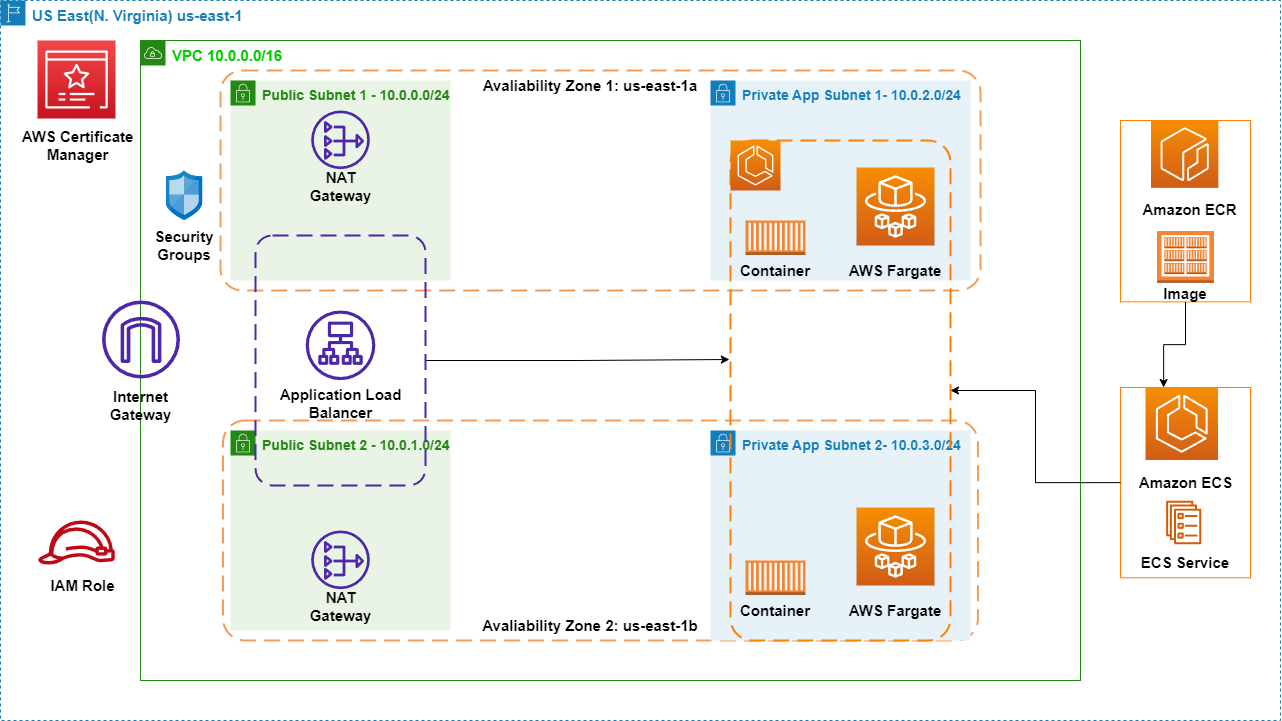 US East(N. Virginia) us-east-1
VPC 10.0.0.0/16
AWS Certificate
Manager
Public Subnet 1 - 10.0.0.0/24
Avaliability Zone 1: us-east-1a
Private App Subnet 1- 10.0.2.0/24
NAT
Gateway
Security
Groups
Container
AWS Fargate
Amazon ECR
Image
Internet
Gateway
Application Load
Balancer
Public Subnet 2 - 10.0.1.0/24
Private App Subnet 2- 10.0.3.0/24
Amazon ECS
ECS Service
IAM Role
NAT
Gateway
Container
AWS Fargate
Avaliability Zone 2: us-east-1b